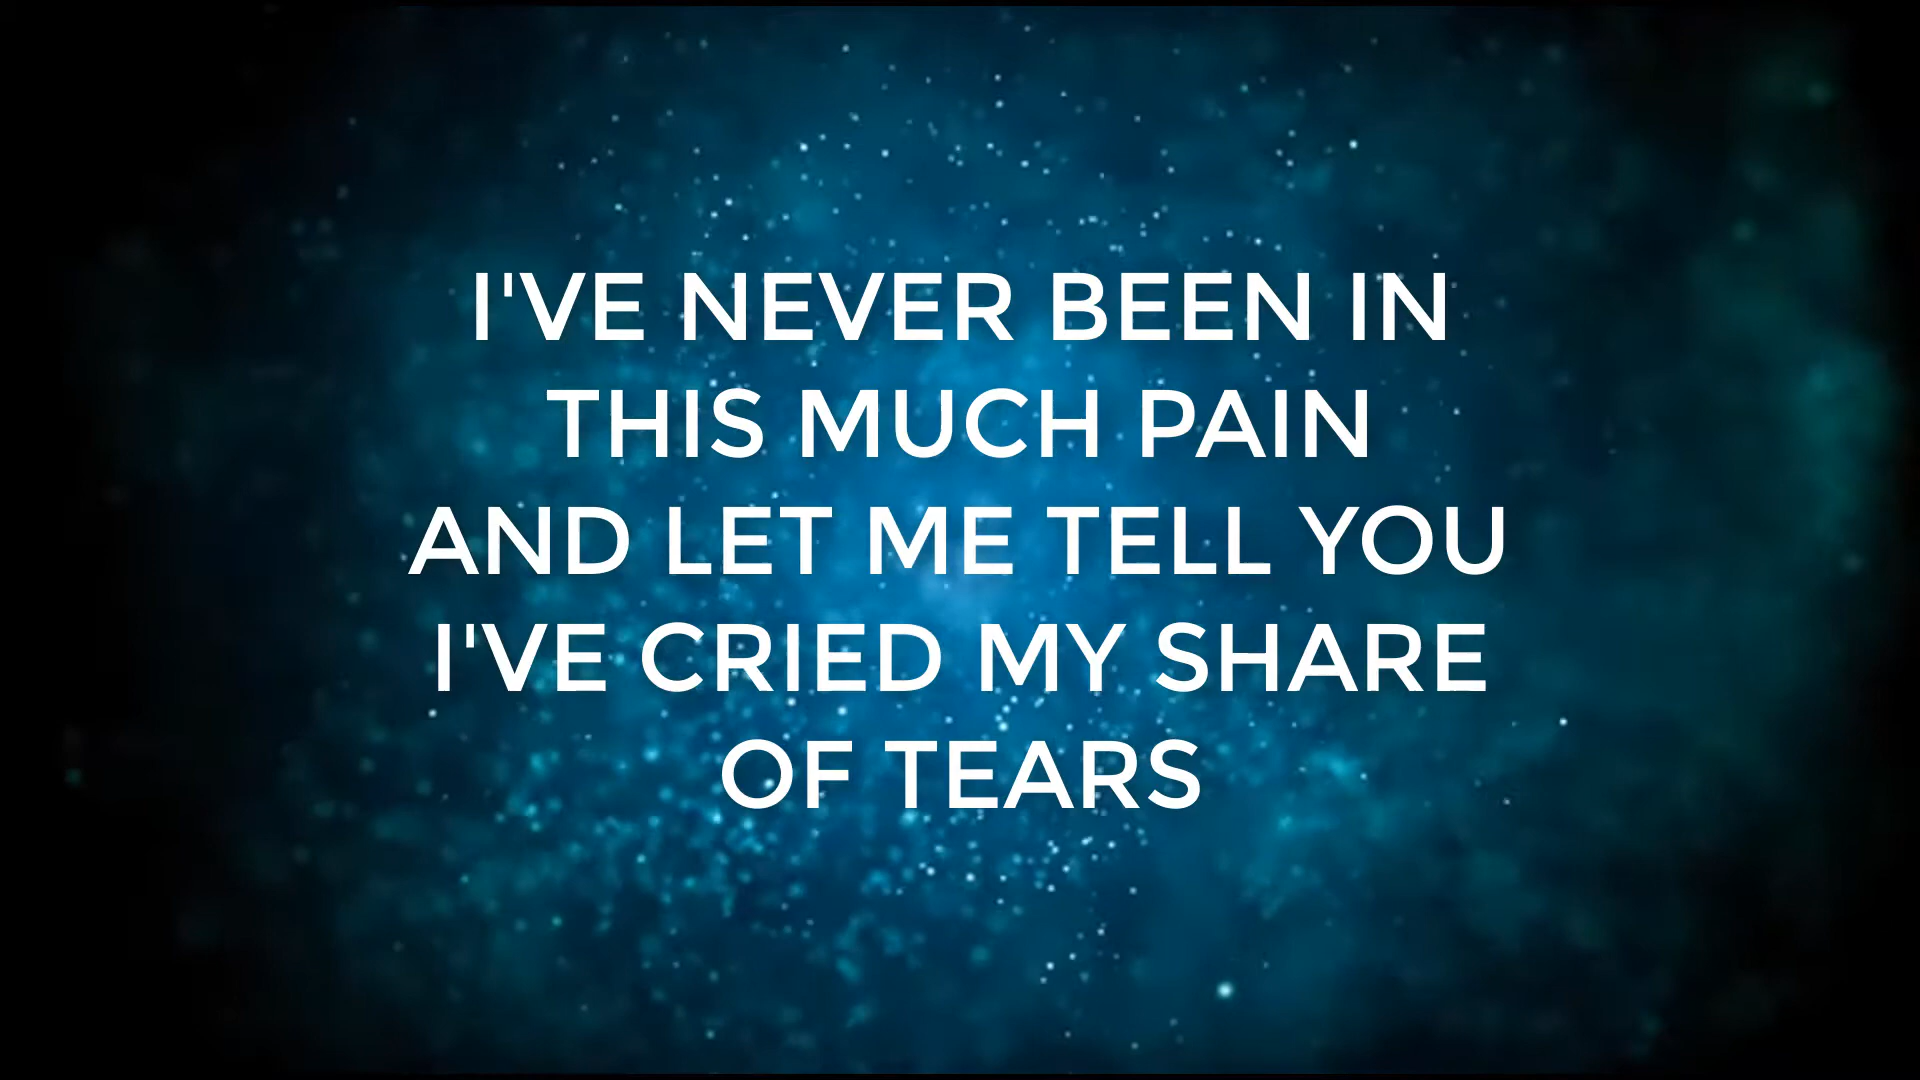 I'VE NEVER BEEN IN
THIS MUCH PAIN
AND LET ME TELL YOU
I'VE CRIED MY SHARE
OF TEARS